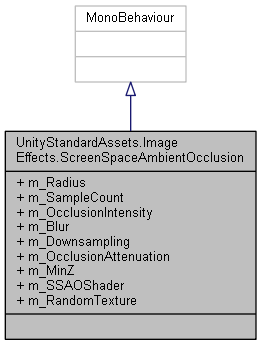 MonoBehaviour
UnityStandardAssets.Image
Effects.ScreenSpaceAmbientOcclusion
+ m_Radius
+ m_SampleCount
+ m_OcclusionIntensity
+ m_Blur
+ m_Downsampling
+ m_OcclusionAttenuation
+ m_MinZ
+ m_SSAOShader
+ m_RandomTexture